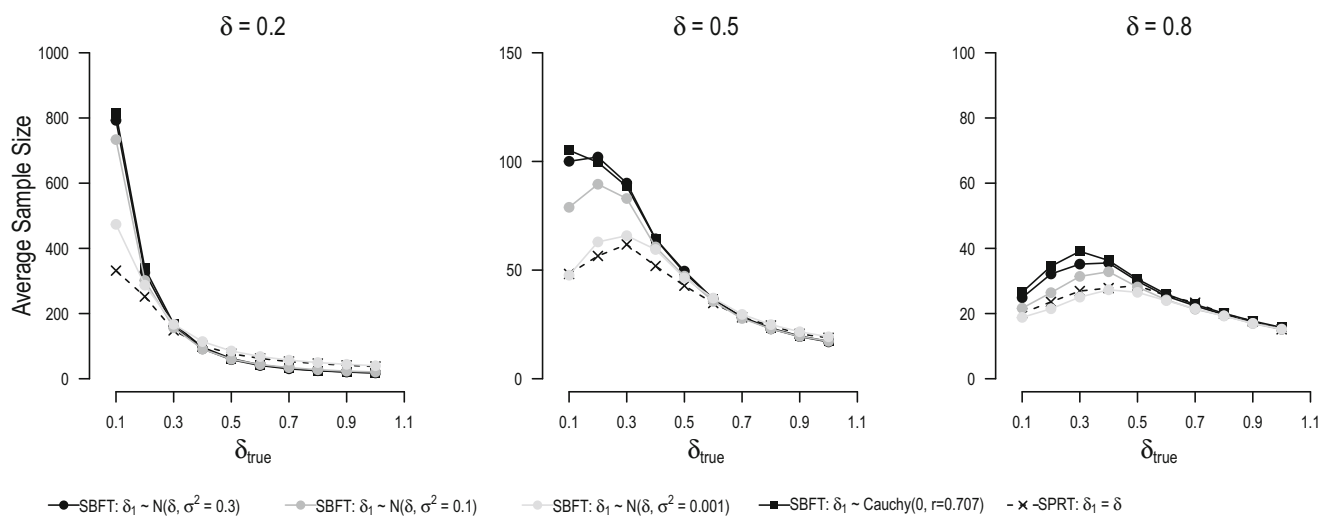 δ = 0.2
δ = 0.5
δ = 0.8
Average Sample Size
1000
800
600
400
200
0
150
100
50
0
100
80
60
40
20
0
0.1 0.3 0.5 0.7 0.9 1.1
0.1 0.3 0.5 0.7 0.9 1.1
0.1 0.3 0.5 0.7 0.9 1.1
δtrue
δtrue
δtrue
SBFT: δ₁ ~ N(δ, σ² = 0.3) SBFT: δ₁ ~ N(δ, σ² = 0.1) SBFT: δ₁ ~ N(δ, σ² = 0.001) SBFT: δ₁ ~ Cauchy(0, r=0.707) SPRT: δ₁ = δ